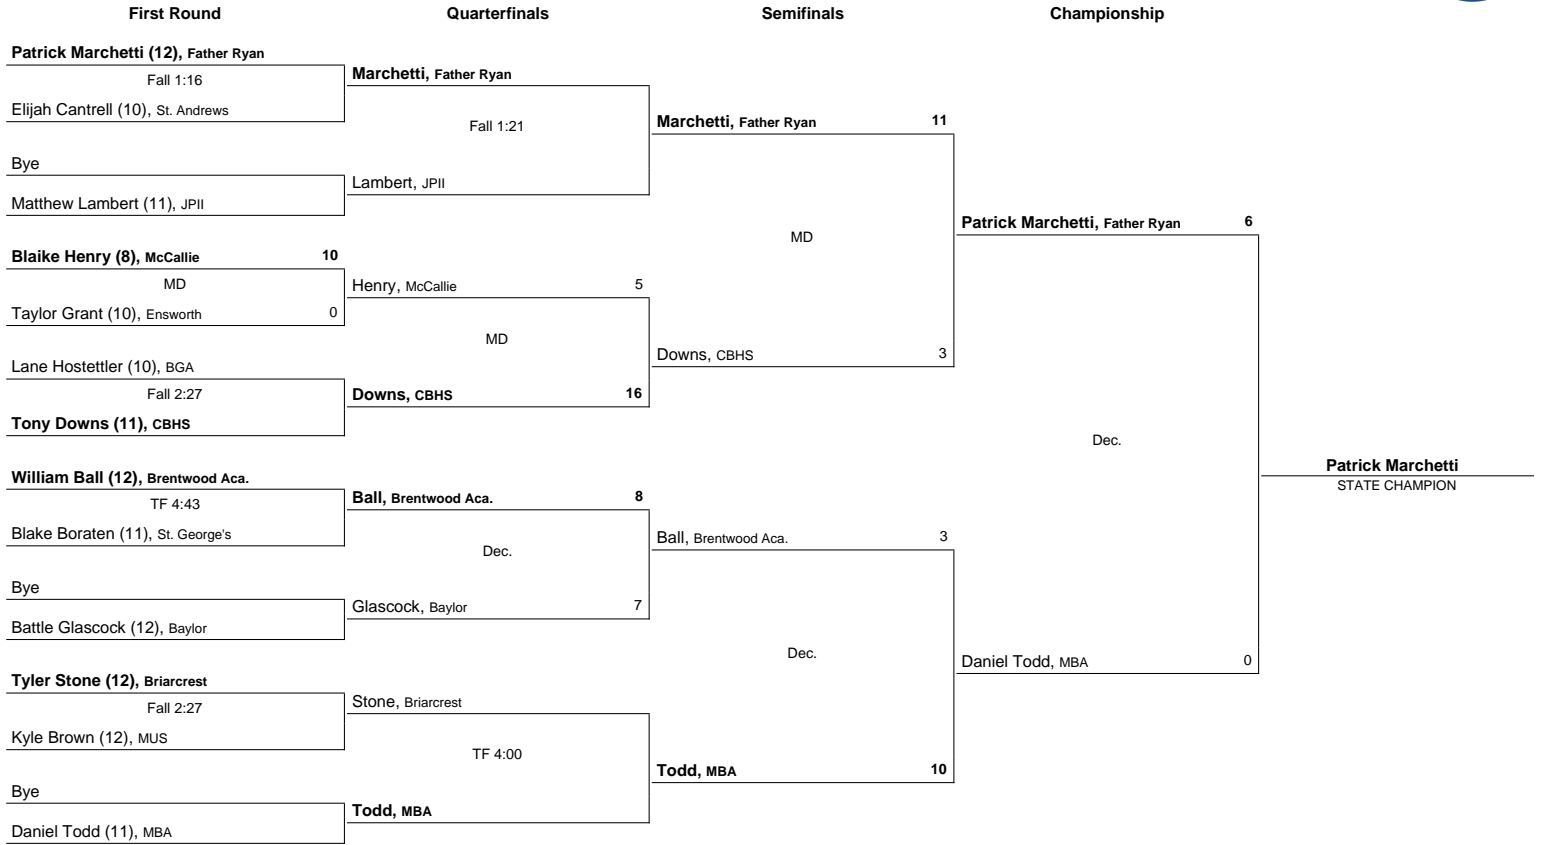 First Round Quarterfinals Semifinals Championship
Patrick Marchetti (12), Father Ryan
Fall 1:16
Elijah Cantrell (10), St. Andrews
Bye
Matthew Lambert (11), JPII
Blaike Henry (8), McCallie 10
MD
Taylor Grant (10), Ensworth 0
Lane Hostettler (10), BGA
Fall 2:27
Tony Downs (11), CBHS
William Ball (12), Brentwood Aca.
TF 4:43
Blake Boraten (11), St. George's
Bye
Battle Glascock (12), Baylor
Tyler Stone (12), Briarcrest
Fall 2:27
Kyle Brown (12), MUS
Bye
Daniel Todd (11), MBA
Marchetti, Father Ryan
Fall 1:21
Lambert, JPII
Henry, McCallie 5
MD
Downs, CBHS 16
Ball, Brentwood Aca. 8
Dec.
Glascock, Baylor 7
Stone, Briarcrest
TF 4:00
Todd, MBA
Marchetti, Father Ryan 11
MD
Downs, CBHS 3
Ball, Brentwood Aca. 3
Dec.
Todd, MBA 10
Patrick Marchetti, Father Ryan 6
Dec.
Daniel Todd, MBA 0
Patrick Marchetti
STATE CHAMPION